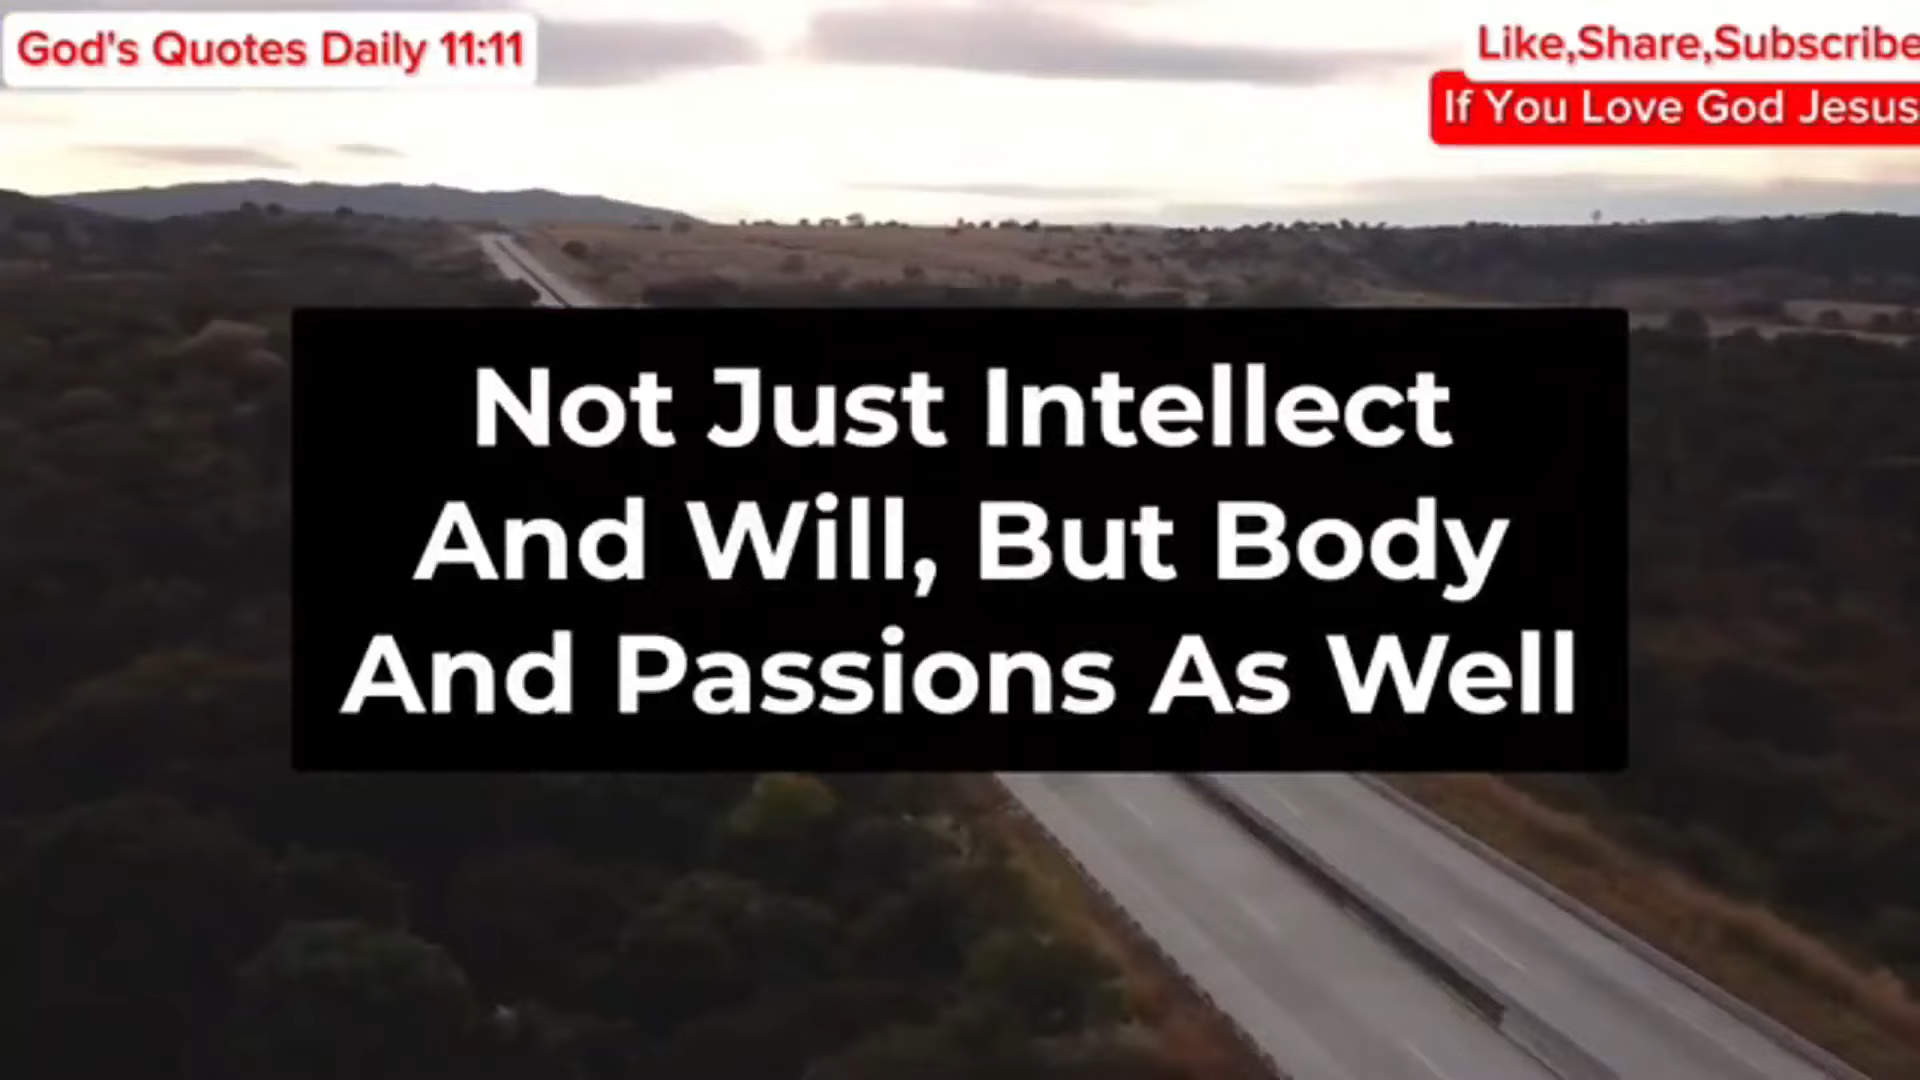 God's Quotes Daily 11:11
Like,Share,Subscribe
If You Love God Jesus
Not Just Intellect
And Will, But Body
And Passions As Well